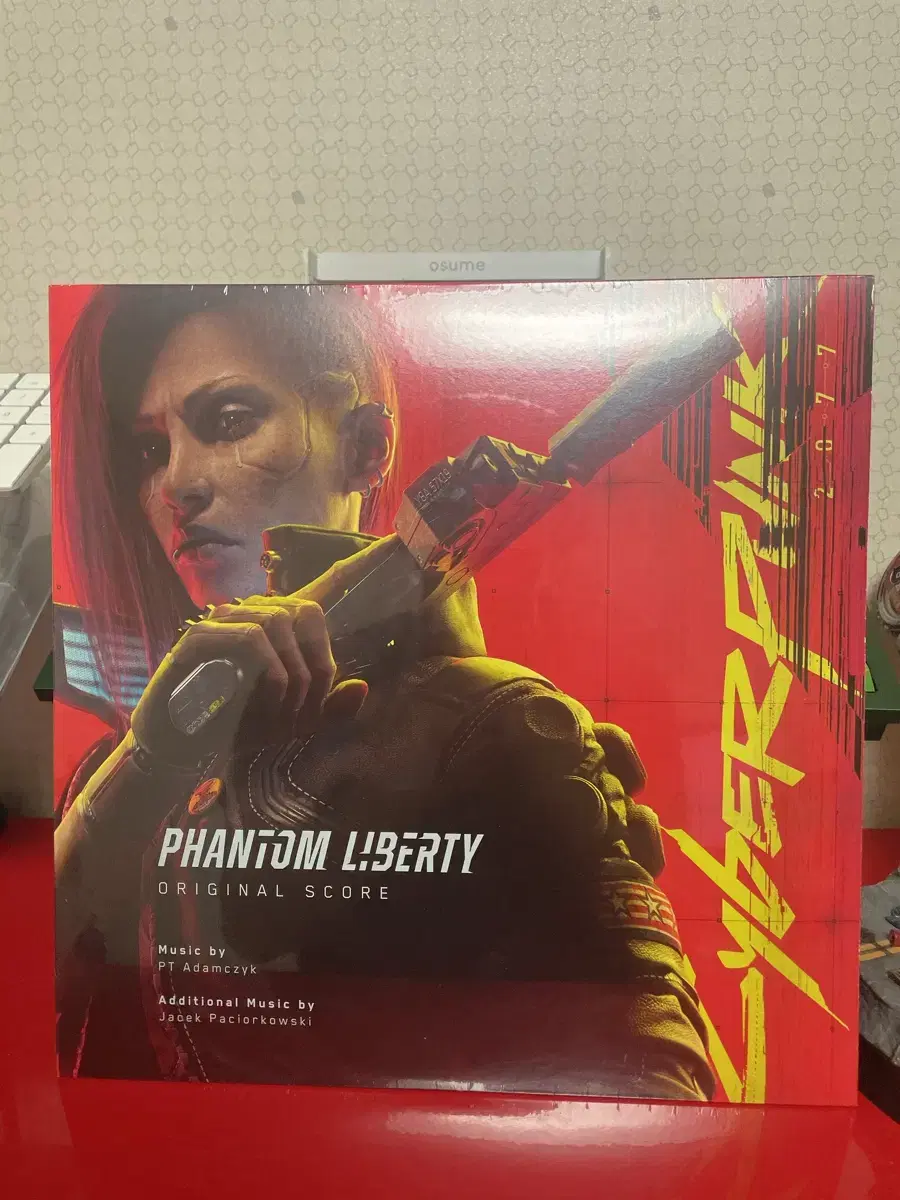 osume
CYBERPUNK
2077
PHANTOM LIBERTY
ORIGINAL SCORE
Music by
PT Adamczyk
Additional Music by
Jacek Paciorkowski